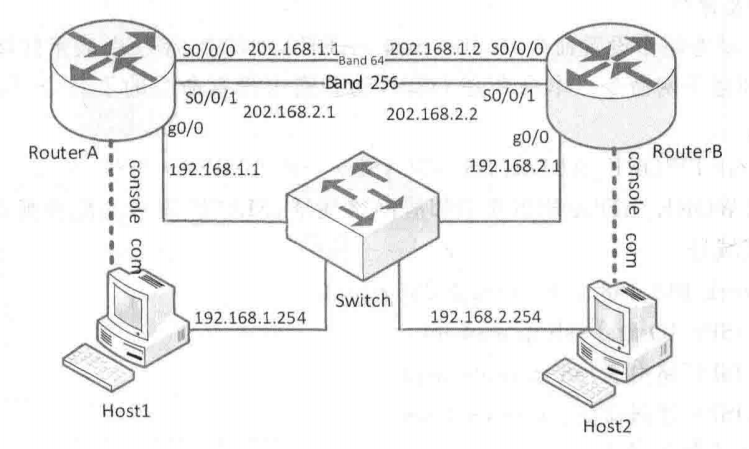 S0/0/0 202.168.1.1 202.168.1.2 S0/0/0
Band 64
Band 256
S0/0/1 S0/0/1
202.168.2.1 202.168.2.2
g0/0 g0/0
RouterA RouterB
192.168.1.1 192.168.2.1
console com
console com
Switch
192.168.1.254 192.168.2.254
Host1
Host2